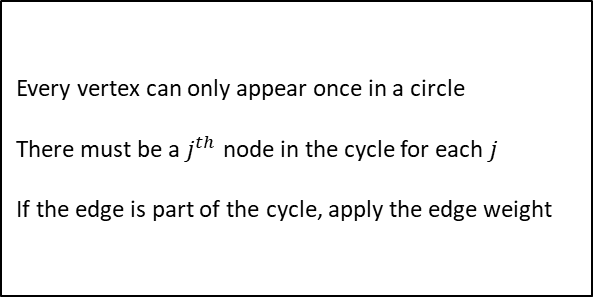 Every vertex can only appear once in a circle
There must be a jᵗʰ node in the cycle for each j
If the edge is part of the cycle, apply the edge weight